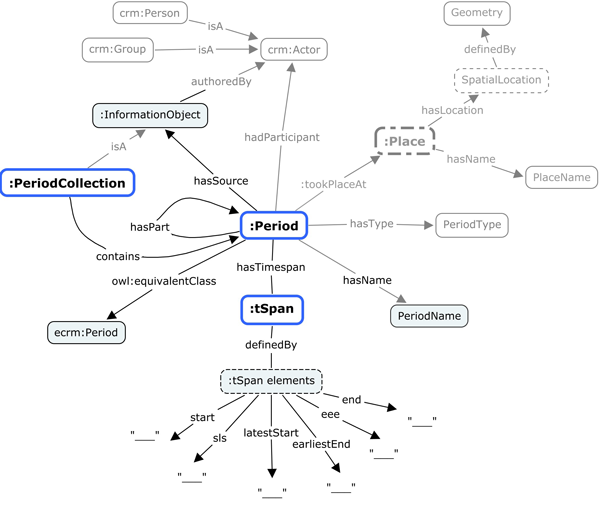 crm:Person
Geometry
isA
crm:Group
isA
crm:Actor
definedBy
authoredBy
SpatialLocation
:InformationObject
hasLocation
hadParticipant
:Place
isA
hasName
:PeriodCollection
hasSource
:tookPlaceAt
PlaceName
hasPart
:Period
hasType
PeriodType
contains
hasTimespan
owl:equivalentClass
hasName
:tSpan
ecrm:Period
PeriodName
definedBy
:tSpan elements
end
start
eee
"___"
latestStart
"___"
sls
earliestEnd
"___"
"___"
"___"
"___"